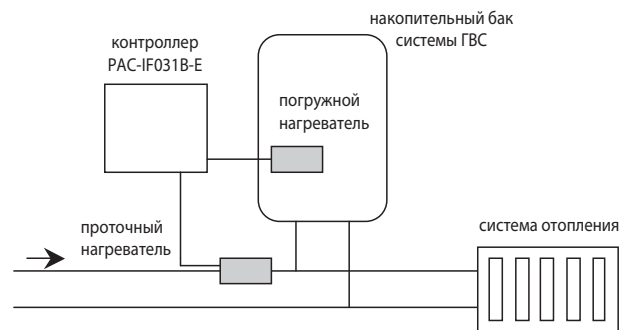 накопительный бак
системы ГВС
контроллер
PAC-IF031B-E
погружной
нагреватель
проточный
нагреватель
система отопления